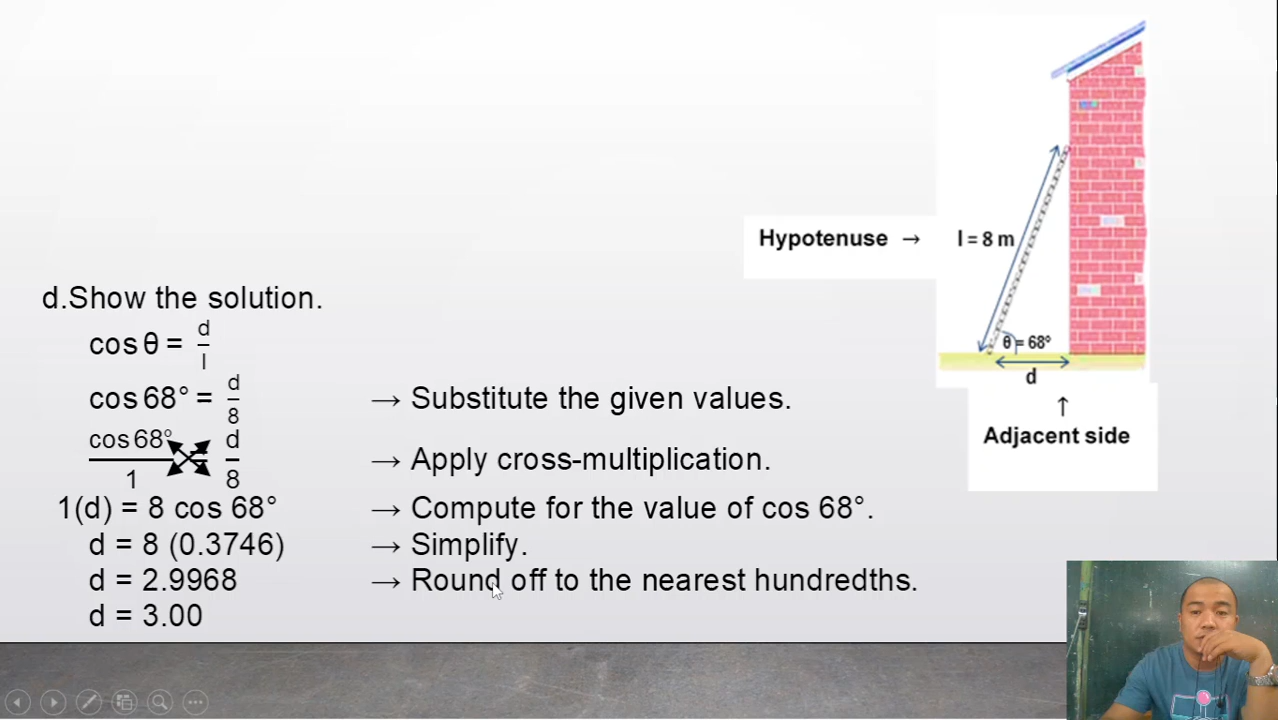 Hypotenuse →
l = 8 m
θ = 68°
d
↑
Adjacent side
d.Show the solution.
cos θ = d/l
cos 68° = d/8 → Substitute the given values.
cos 68°/1 = d/8 → Apply cross-multiplication.
1(d) = 8 cos 68° → Compute for the value of cos 68°.
d = 8 (0.3746) → Simplify.
d = 2.9968 → Round off to the nearest hundredths.
d = 3.00